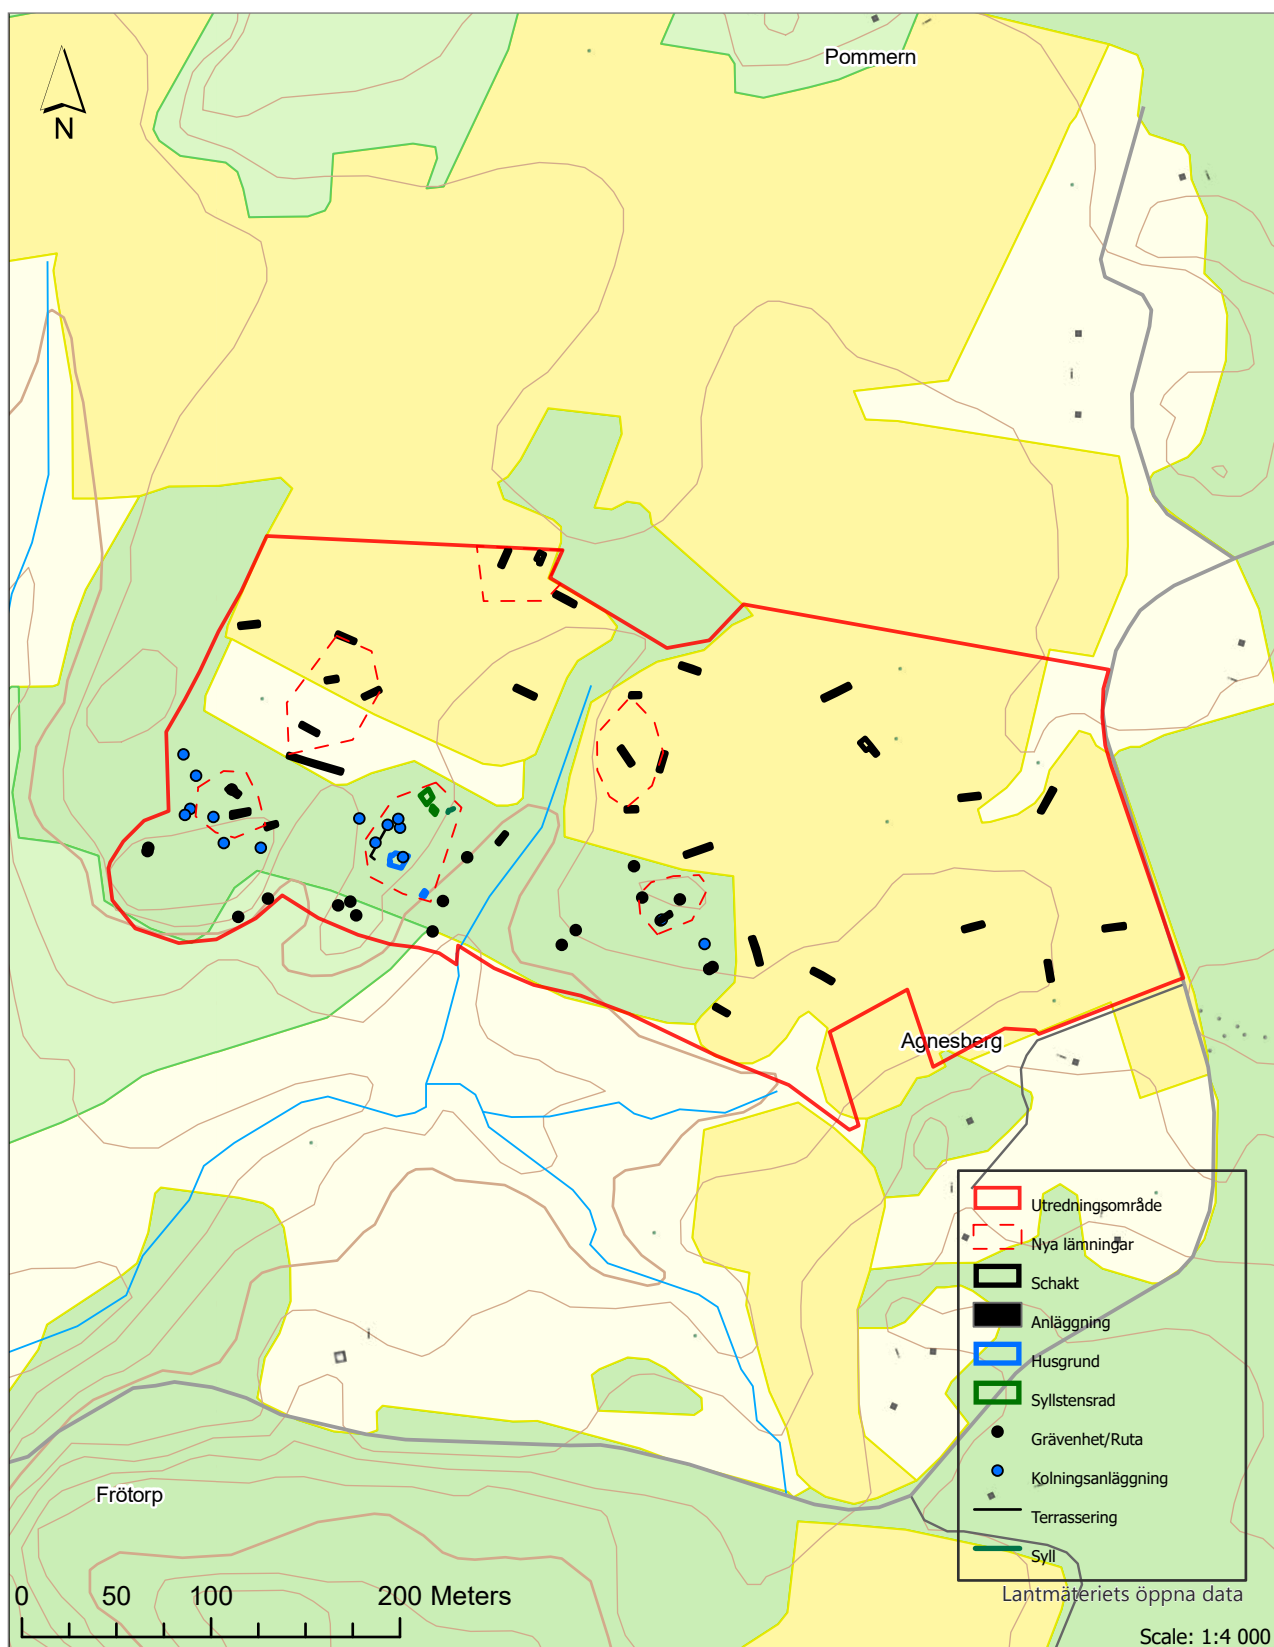 Pommern
N
Agnesberg
Utredningsområde
Nya lämningar
Schakt
Anläggning
Husgrund
Syllstensrad
Grävenhet/Ruta
Kolningsanläggning
Terrassering
Syll
Frötorp
0 50 100 200 Meters
Lantmäteriets öppna data
Scale: 1:4 000